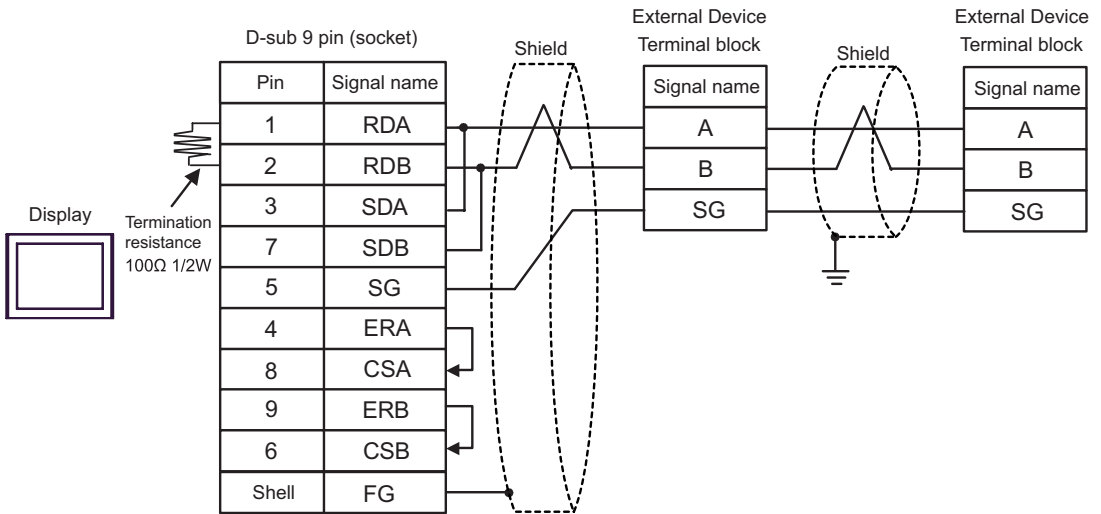 D-sub 9 pin (socket)
Pin Signal name
1 RDA
2 RDB
3 SDA
7 SDB
5 SG
4 ERA
8 CSA
9 ERB
6 CSB
Shell FG
Display
Termination
resistance
100Ω 1/2W
Shield
External Device
Terminal block
Signal name
A
B
SG
Shield
External Device
Terminal block
Signal name
A
B
SG